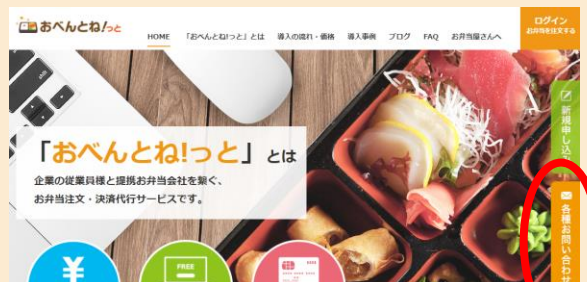 おべんとね!っと
HOME 「おべんとね!っと」とは 導入の流れ・価格 導入事例 ブログ FAQ お弁当屋さんへ
ログイン
お弁当を注文する
「おべんとね!っと」とは
企業の従業員様と提携お弁当会社を繋ぐ、
お弁当注文・決済代行サービスです。
新規申し込み
各種お問い合わせ
¥
FREE